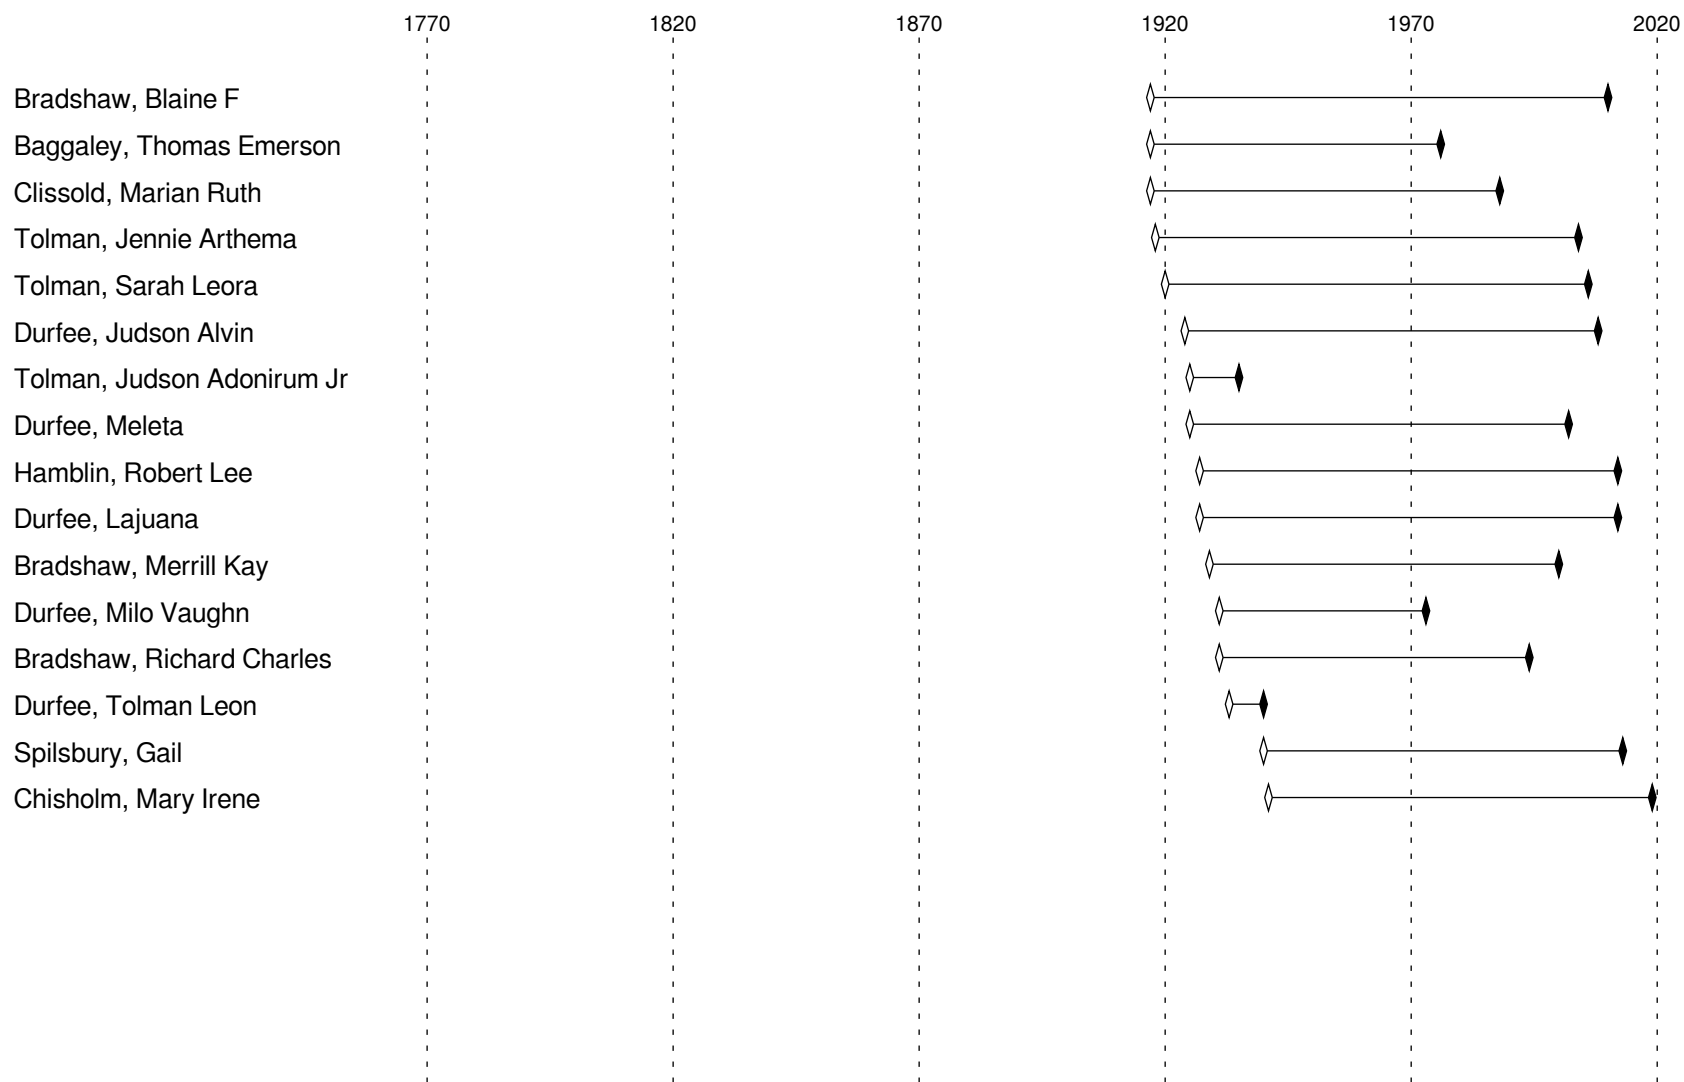 1770 1820 1870 1920 1970 2020
Bradshaw, Blaine F
Baggaley, Thomas Emerson
Clissold, Marian Ruth
Tolman, Jennie Arthema
Tolman, Sarah Leora
Durfee, Judson Alvin
Tolman, Judson Adonirum Jr
Durfee, Meleta
Hamblin, Robert Lee
Durfee, Lajuana
Bradshaw, Merrill Kay
Durfee, Milo Vaughn
Bradshaw, Richard Charles
Durfee, Tolman Leon
Spilsbury, Gail
Chisholm, Mary Irene